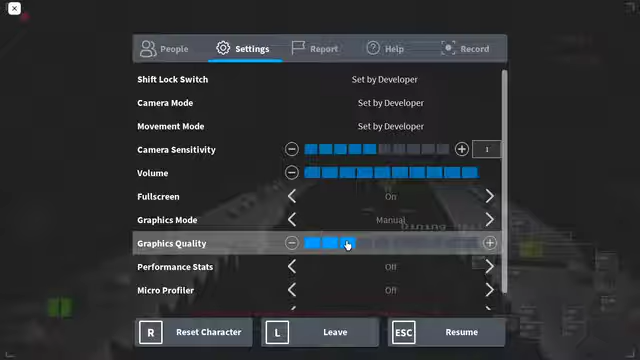 People Settings Report Help Record
Shift Lock Switch Set by Developer
Camera Mode Set by Developer
Movement Mode Set by Developer
Camera Sensitivity 1
Volume
Fullscreen On
Graphics Mode Manual
Graphics Quality
Performance Stats Off
Micro Profiler Off
R Reset Character L Leave ESC Resume